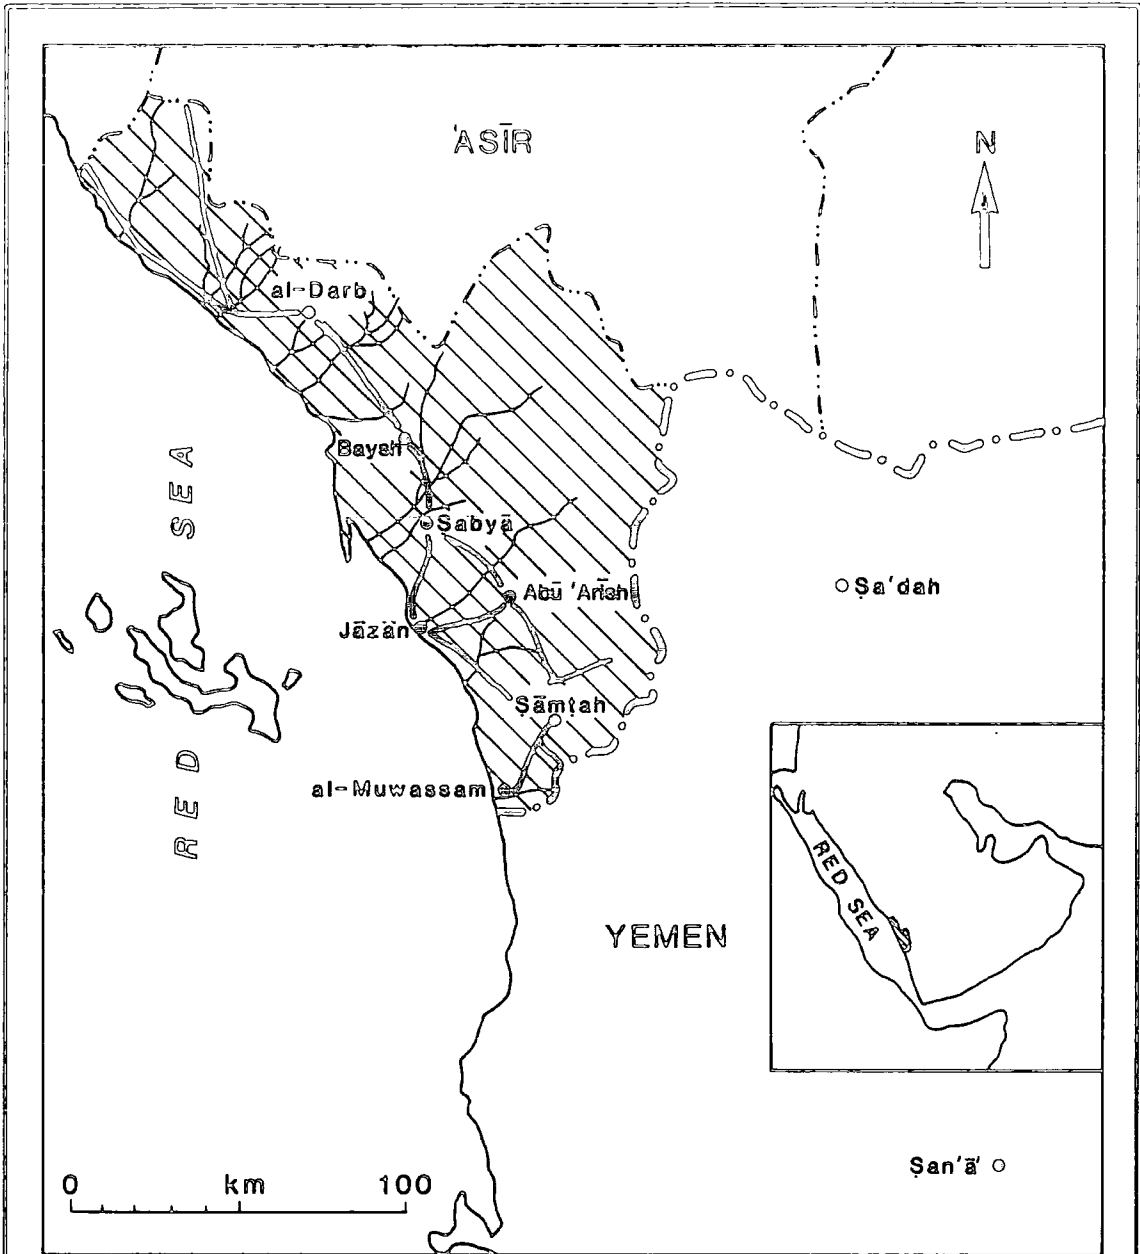 'ASĪR
N
al-Darb
Baysh
RED SEA
Ṣabyā
Abū 'Arīsh
Ṣa'dah
Jāzān
Ṣāmṭah
al-Muwassam
RED SEA
YEMEN
Ṣan'ā'
0 km 100